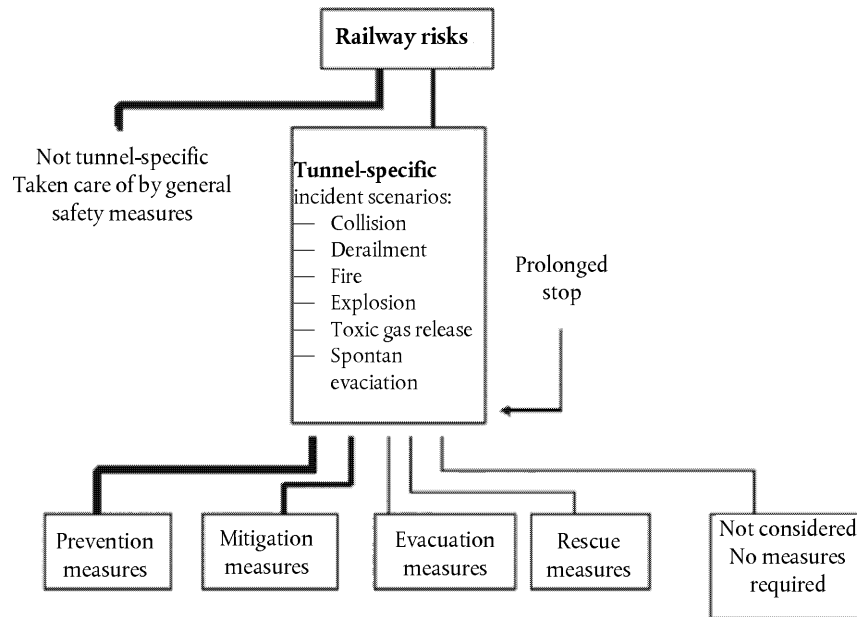 Railway risks
Not tunnel-specific
Taken care of by general
safety measures
Tunnel-specific
incident scenarios:
— Collision
— Derailment
— Fire
— Explosion
— Toxic gas release
— Spontan
evaciation
Prolonged
stop
Prevention
measures
Mitigation
measures
Evacuation
measures
Rescue
measures
Not considered
No measures
required